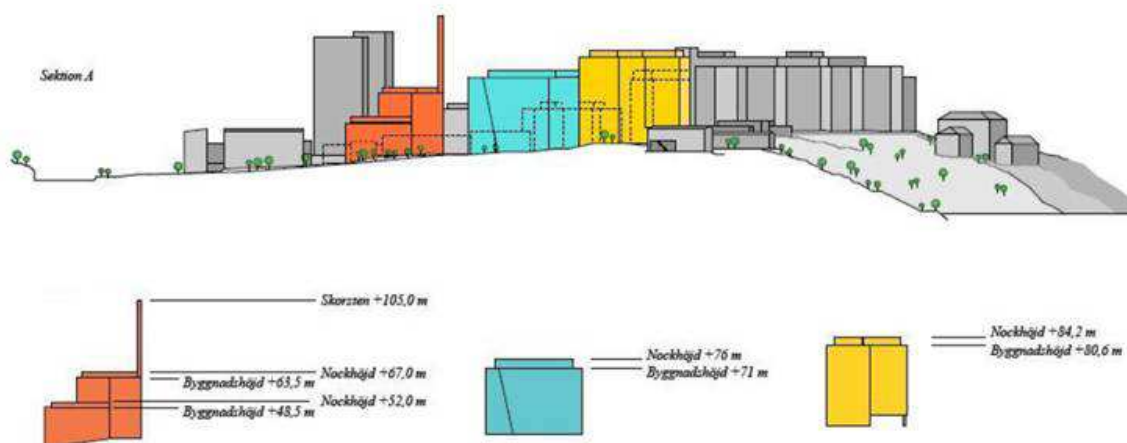 Sektion A
Skorsten +105,0 m
Nockhöjd +67,0 m
Byggnadshöjd +63,5 m
Nockhöjd +52,0 m
Byggnadshöjd +48,5 m
Nockhöjd +76 m
Byggnadshöjd +71 m
Nockhöjd +84,2 m
Byggnadshöjd +80,6 m